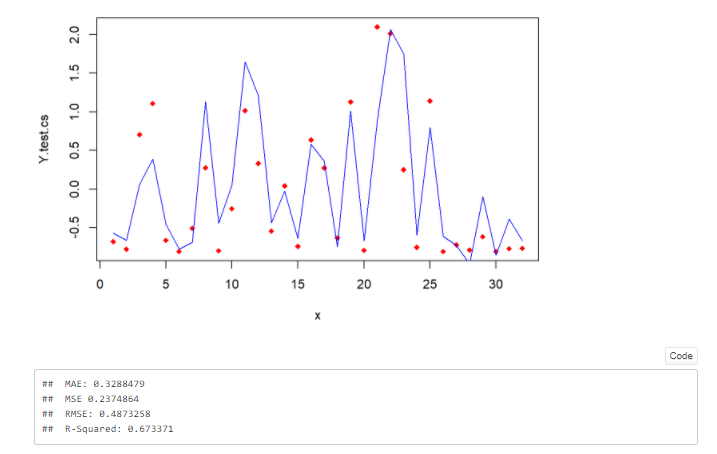 2.0
1.5
1.0
0.5
0.0
-0.5
Y.test.cs
0 5 10 15 20 25 30
x
Code
## MAE: 0.3288479
## MSE 0.2374864
## RMSE: 0.4873258
## R-Squared: 0.673371